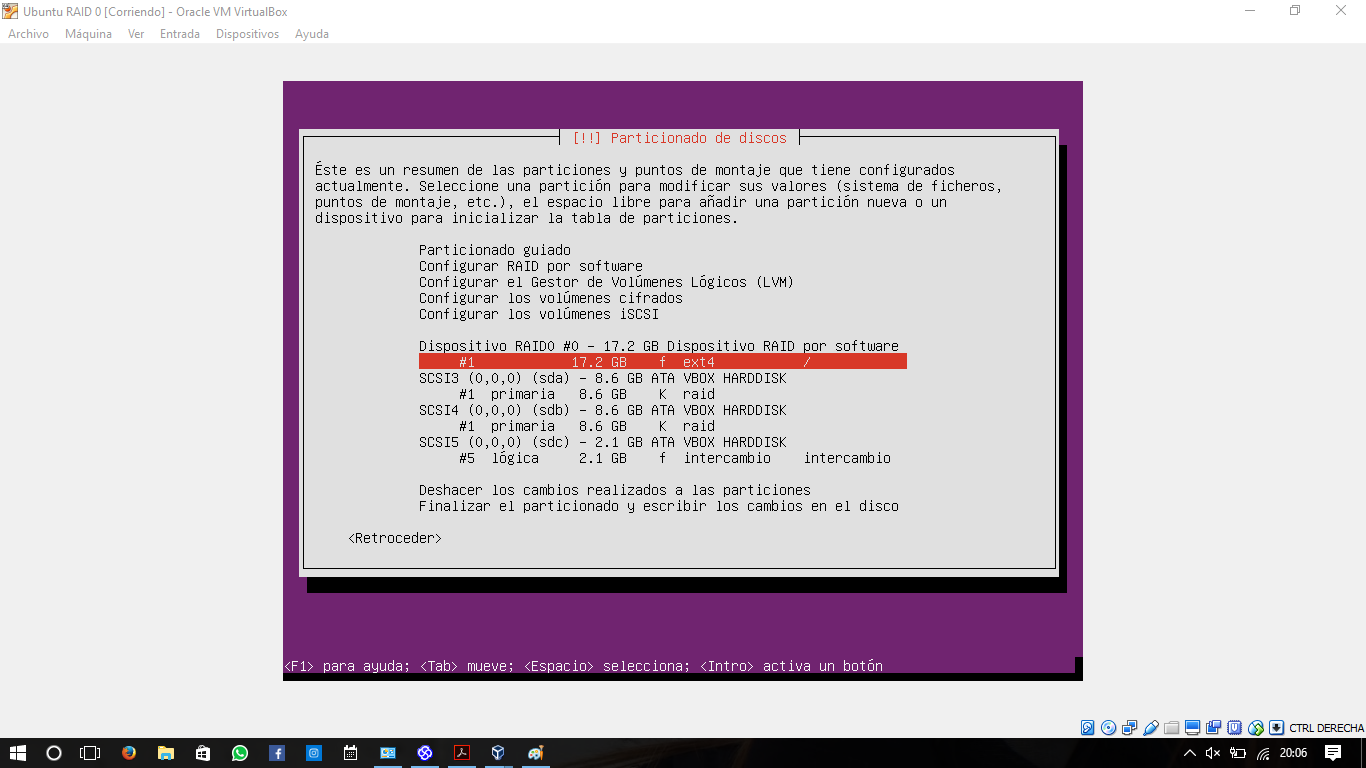 Ubuntu RAID 0 [Corriendo] - Oracle VM VirtualBox
Archivo Máquina Ver Entrada Dispositivos Ayuda
[!!] Particionado de discos
Éste es un resumen de las particiones y puntos de montaje que tiene configurados
actualmente. Seleccione una partición para modificar sus valores (sistema de ficheros,
puntos de montaje, etc.), el espacio libre para añadir una partición nueva o un
dispositivo para inicializar la tabla de particiones.
Particionado guiado
Configurar RAID por software
Configurar el Gestor de Volúmenes Lógicos (LVM)
Configurar los volúmenes cifrados
Configurar los volúmenes iSCSI
Dispositivo RAID0 #0 - 17.2 GB Dispositivo RAID por software
#1 17.2 GB f ext4 /
SCSI3 (0,0,0) (sda) - 8.6 GB ATA VBOX HARDDISK
#1 primaria 8.6 GB K raid
SCSI4 (0,0,0) (sdb) - 8.6 GB ATA VBOX HARDDISK
#1 primaria 8.6 GB K raid
SCSI5 (0,0,0) (sdc) - 2.1 GB ATA VBOX HARDDISK
#5 lógica 2.1 GB f intercambio intercambio
Deshacer los cambios realizados a las particiones
Finalizar el particionado y escribir los cambios en el disco
<Retroceder>
<F1> para ayuda; <Tab> mueve; <Espacio> selecciona; <Intro> activa un botón
CTRL DERECHA
20:06